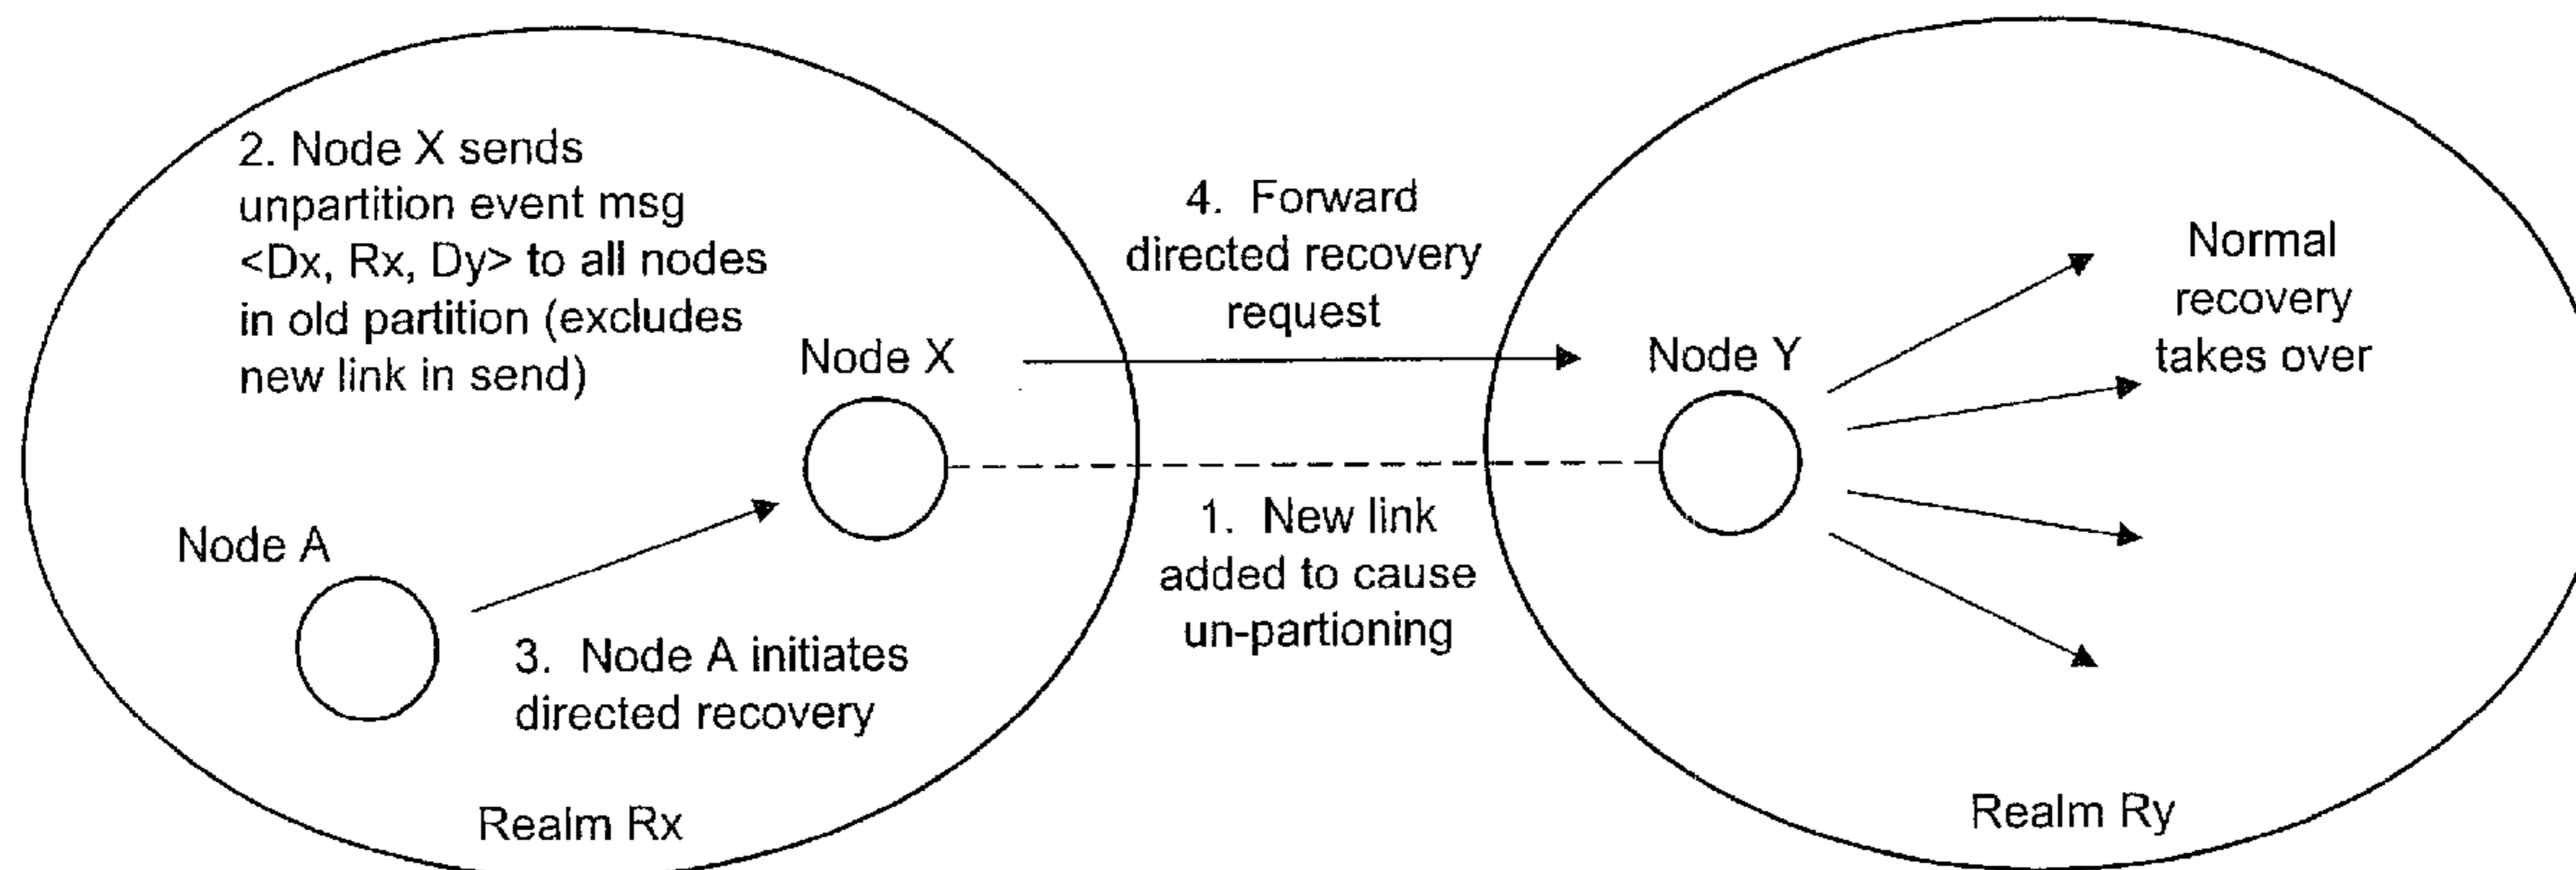 2. Node X sends
unpartition event msg
<Dx, Rx, Dy> to all nodes
in old partition (excludes
new link in send)
Node X
Node A
3. Node A initiates
directed recovery
Realm Rx
4. Forward
directed recovery
request
1. New link
added to cause
un-partioning
Node Y
Normal
recovery
takes over
Realm Ry